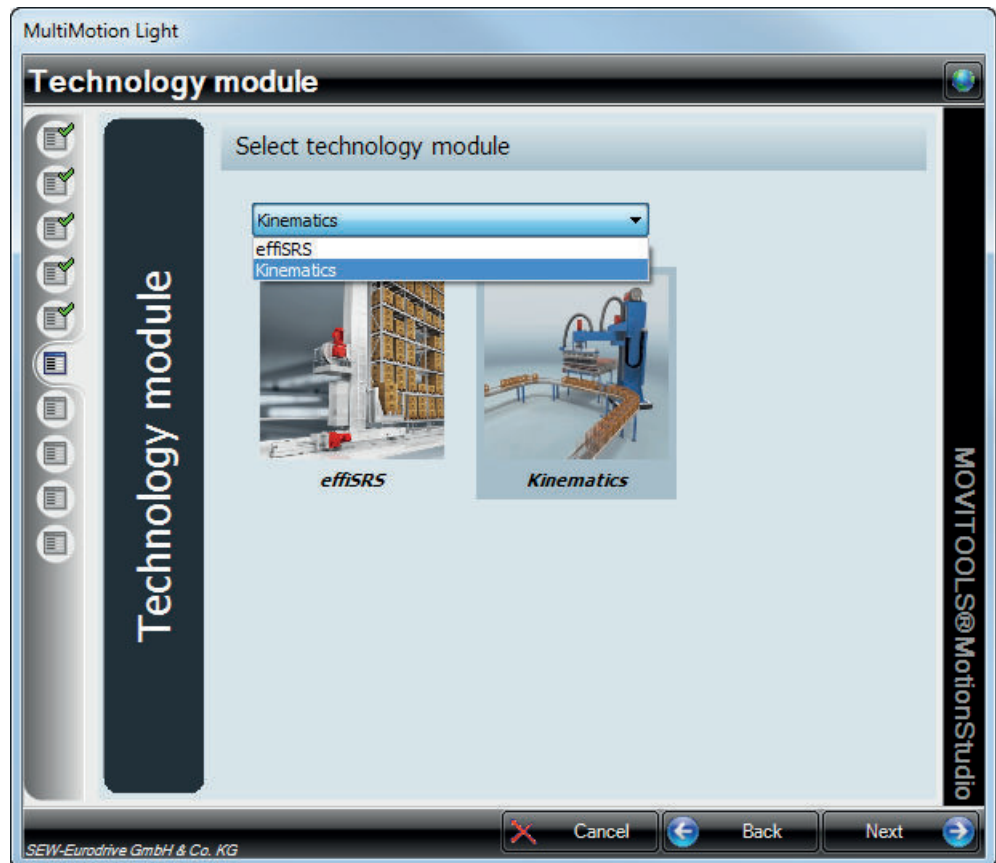 MultiMotion Light
Technology module
Technology module
Select technology module
Kinematics
effiSRS
Kinematics
effiSRS
Kinematics
MOVITOOLS®MotionStudio
Cancel
Back
Next
SEW-Eurodrive GmbH & Co. KG